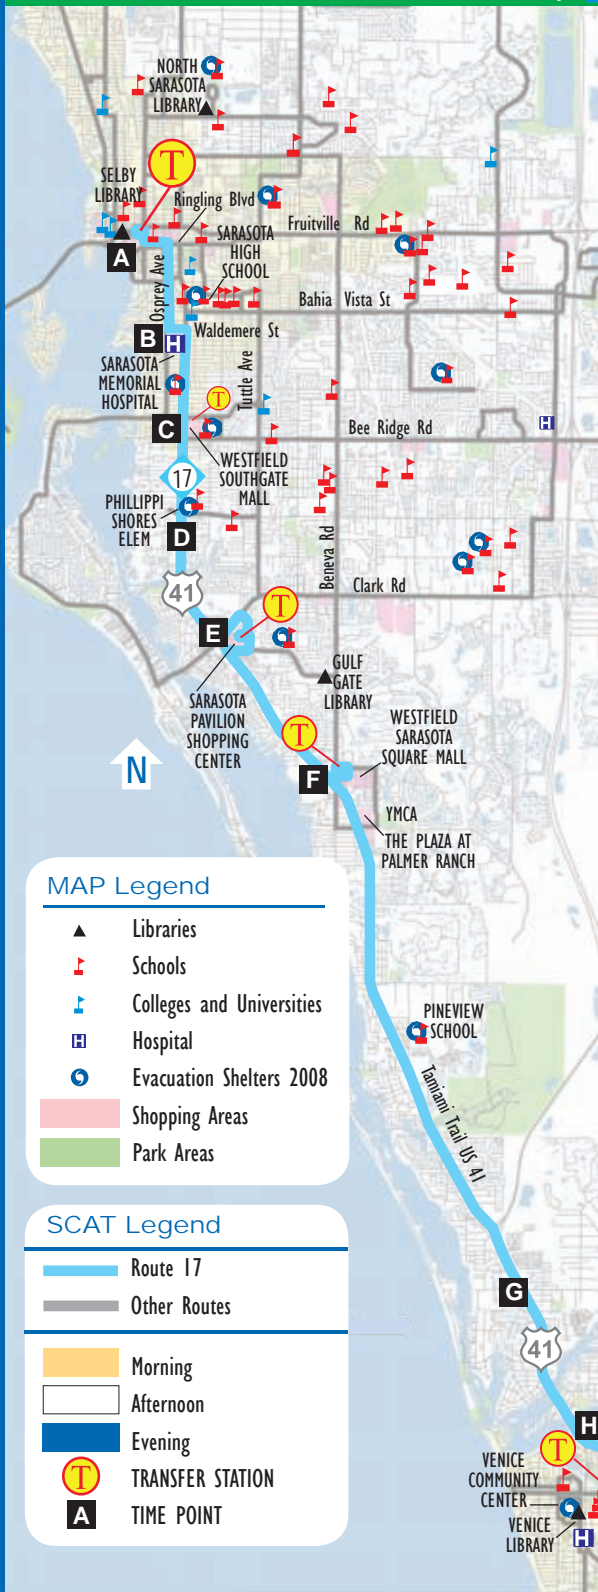 NORTH
SARASOTA
LIBRARY
SELBY
LIBRARY
T
Ringling Blvd
Fruitville Rd
A
SARASOTA
HIGH
SCHOOL
Osprey Ave
Bahia Vista St
B
H
Waldemere St
SARASOTA
MEMORIAL
HOSPITAL
Tuttle Ave
T
C
Bee Ridge Rd
H
WESTFIELD
SOUTHGATE
MALL
17
PHILLIPPI
SHORES
ELEM
D
Beneva Rd
41
Clark Rd
T
E
GULF
GATE
LIBRARY
SARASOTA
PAVILION
SHOPPING
CENTER
WESTFIELD
SARASOTA
SQUARE MALL
T
N
F
YMCA
THE PLAZA AT
PALMER RANCH
MAP Legend
Libraries
Schools
Colleges and Universities
H Hospital
Evacuation Shelters 2008
Shopping Areas
Park Areas
PINEVIEW
SCHOOL
Tamiami Trail US 41
SCAT Legend
Route 17
Other Routes
Morning
Afternoon
Evening
T TRANSFER STATION
A TIME POINT
G
41
H
T
VENICE
COMMUNITY
CENTER
VENICE
LIBRARY
H